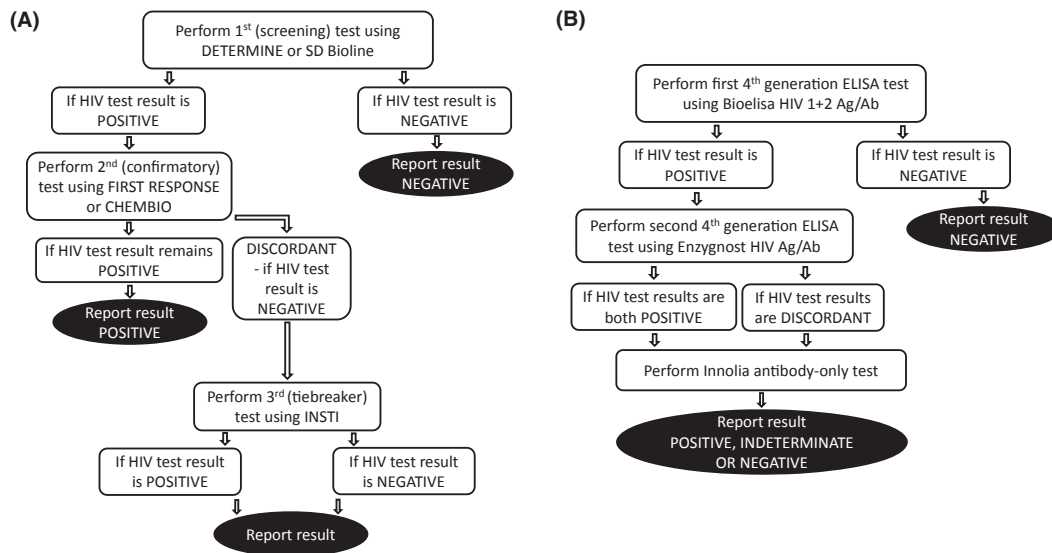 (A)
Perform 1st (screening) test using
DETERMINE or SD Bioline
If HIV test result is
POSITIVE
If HIV test result is
NEGATIVE
Report result
NEGATIVE
Perform 2nd (confirmatory)
test using FIRST RESPONSE
or CHEMBIO
If HIV test result remains
POSITIVE
DISCORDANT
- if HIV test
result is
NEGATIVE
Report result
POSITIVE
Perform 3rd (tiebreaker)
test using INSTI
If HIV test result
is POSITIVE
If HIV test result
is NEGATIVE
Report result
(B)
Perform first 4th generation ELISA test
using Bioelisa HIV 1+2 Ag/Ab
If HIV test result is
POSITIVE
If HIV test result is
NEGATIVE
Report result
NEGATIVE
Perform second 4th generation ELISA
test using Enzygnost HIV Ag/Ab
If HIV test results are
both POSITIVE
If HIV test results
are DISCORDANT
Perform Innolia antibody-only test
Report result
POSITIVE, INDETERMINATE
OR NEGATIVE